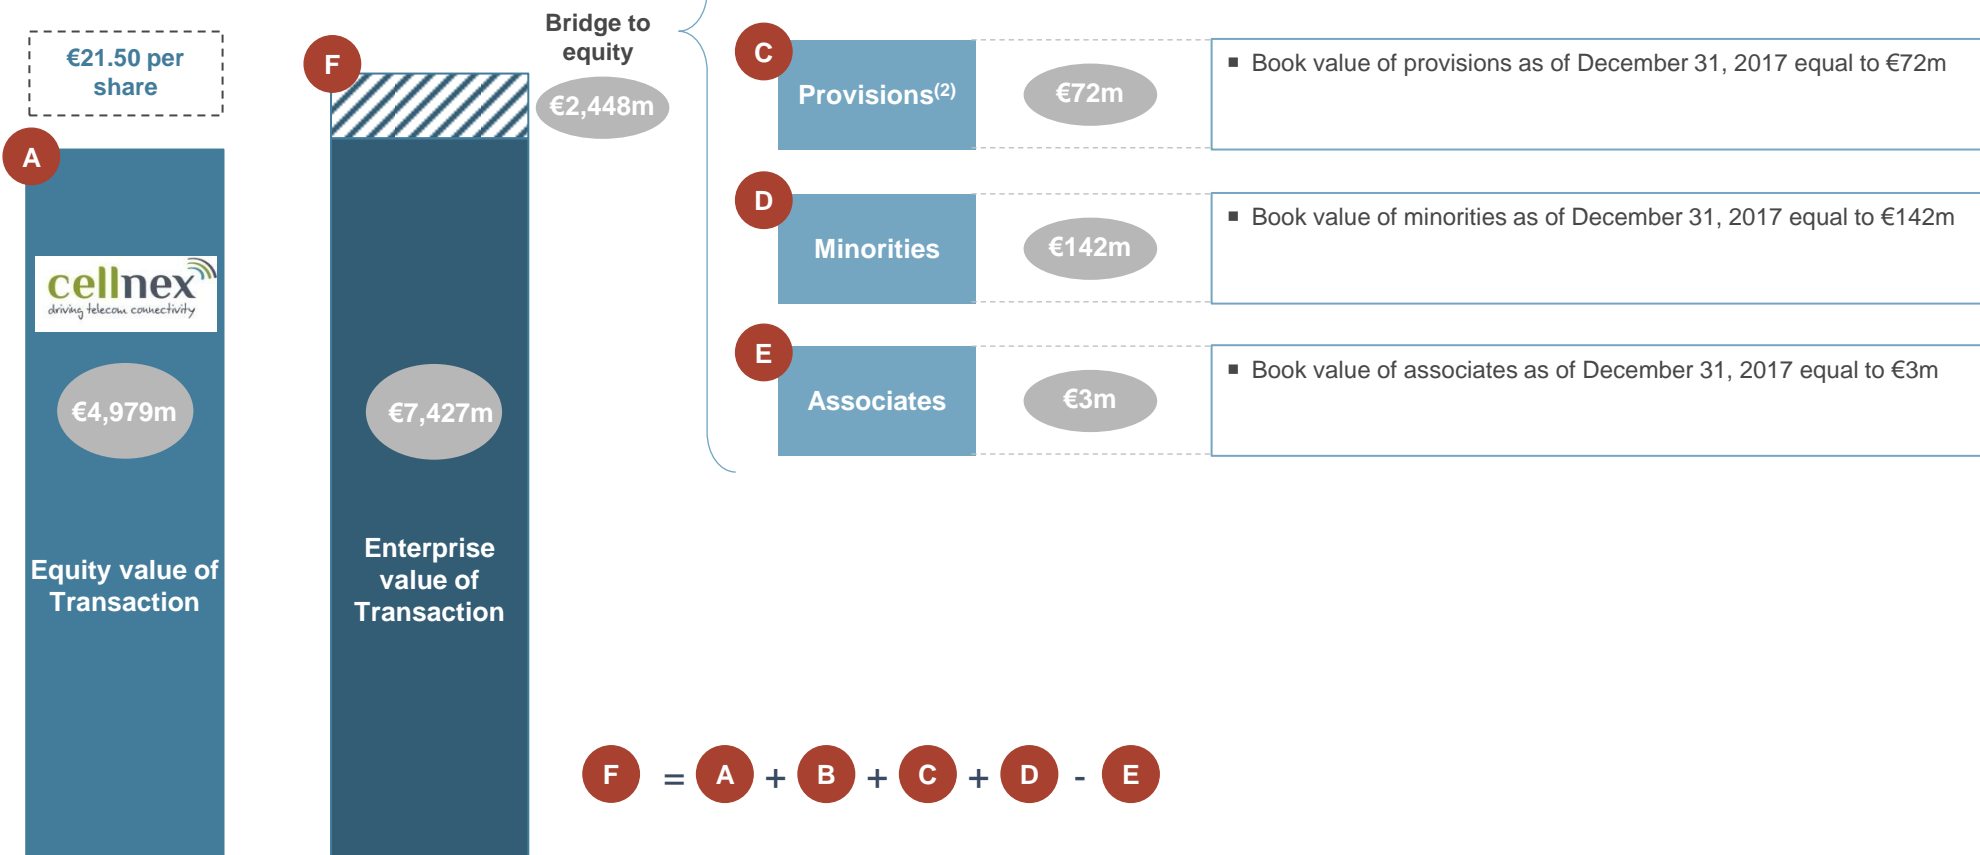 €21.50 per
share
A
cellnex
driving telecom connectivity
€4,979m
Equity value of
Transaction
F
€7,427m
Enterprise
value of
Transaction
Bridge to
equity
€2,448m
C
Provisions(2)
€72m
▪ Book value of provisions as of December 31, 2017 equal to €72m
D
Minorities
€142m
▪ Book value of minorities as of December 31, 2017 equal to €142m
E
Associates
€3m
▪ Book value of associates as of December 31, 2017 equal to €3m
F = A + B + C + D - E